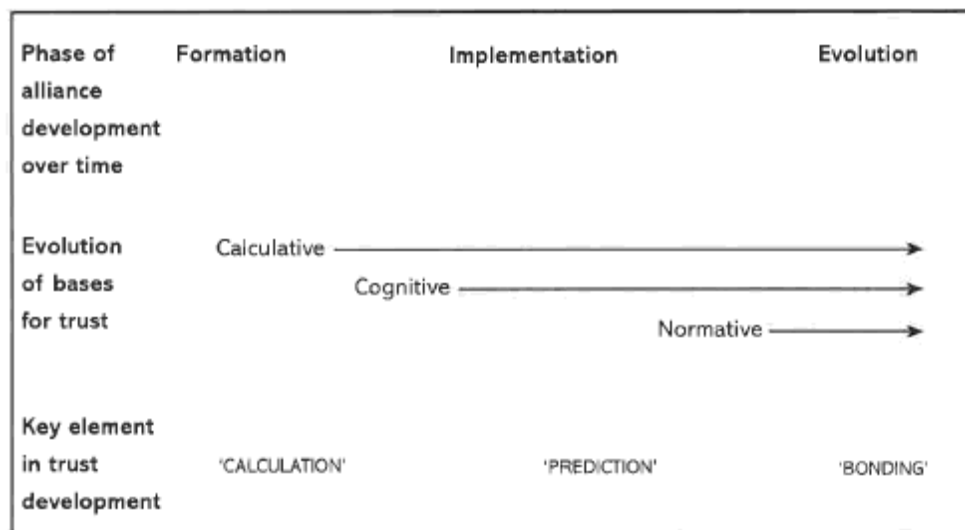 Phase of Formation Implementation Evolution
alliance
development
over time
Evolution Calculative
of bases Cognitive
for trust Normative
Key element
in trust 'CALCULATION' 'PREDICTION' 'BONDING'
development